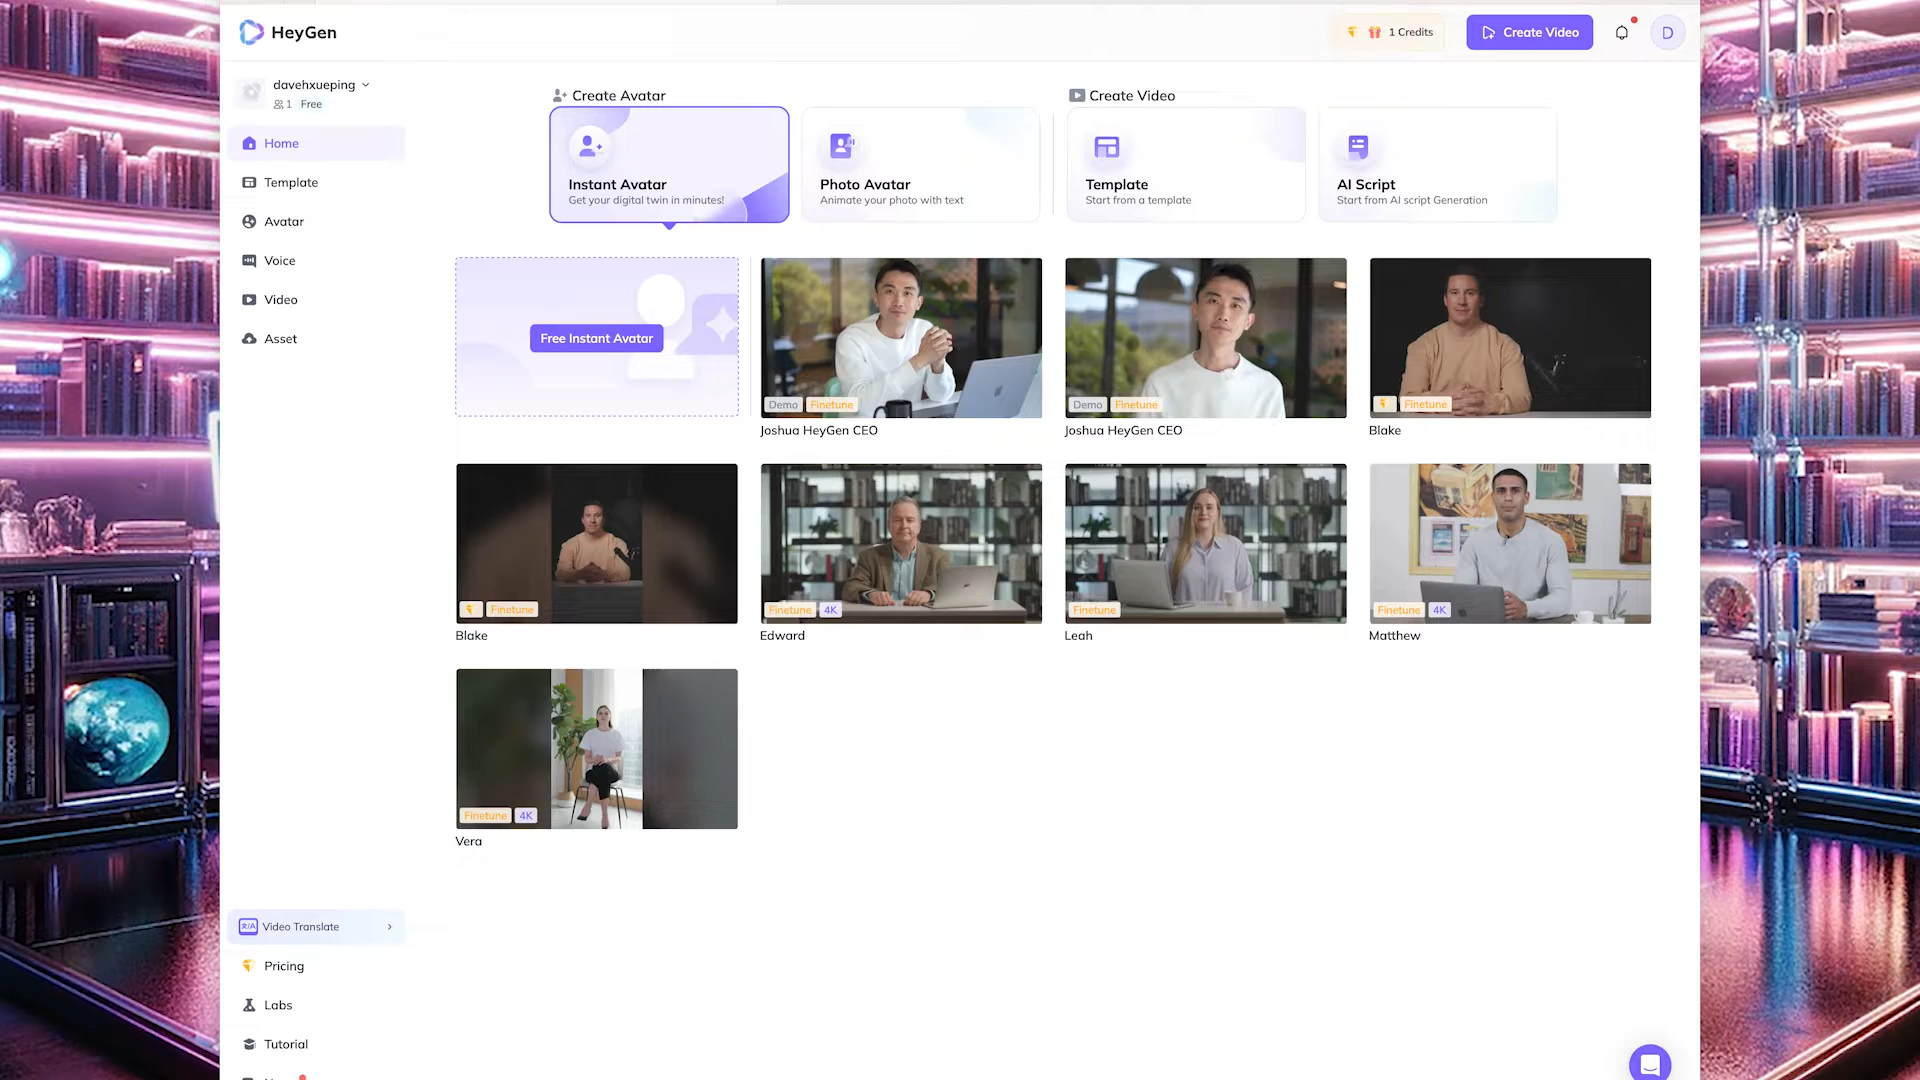 HeyGen
1 Credits
Create Video
D
davehxueping
1 Free
Home
Template
Avatar
Voice
Video
Asset
Create Avatar
Create Video
Instant Avatar
Get your digital twin in minutes!
Photo Avatar
Animate your photo with text
Template
Start from a template
AI Script
Start from AI script Generation
Free Instant Avatar
Demo Finetune
Joshua HeyGen CEO
Demo Finetune
Joshua HeyGen CEO
Finetune
Blake
Finetune
Blake
Finetune 4K
Edward
Finetune
Leah
Finetune 4K
Matthew
Finetune 4K
Vera
Video Translate
Pricing
Labs
Tutorial